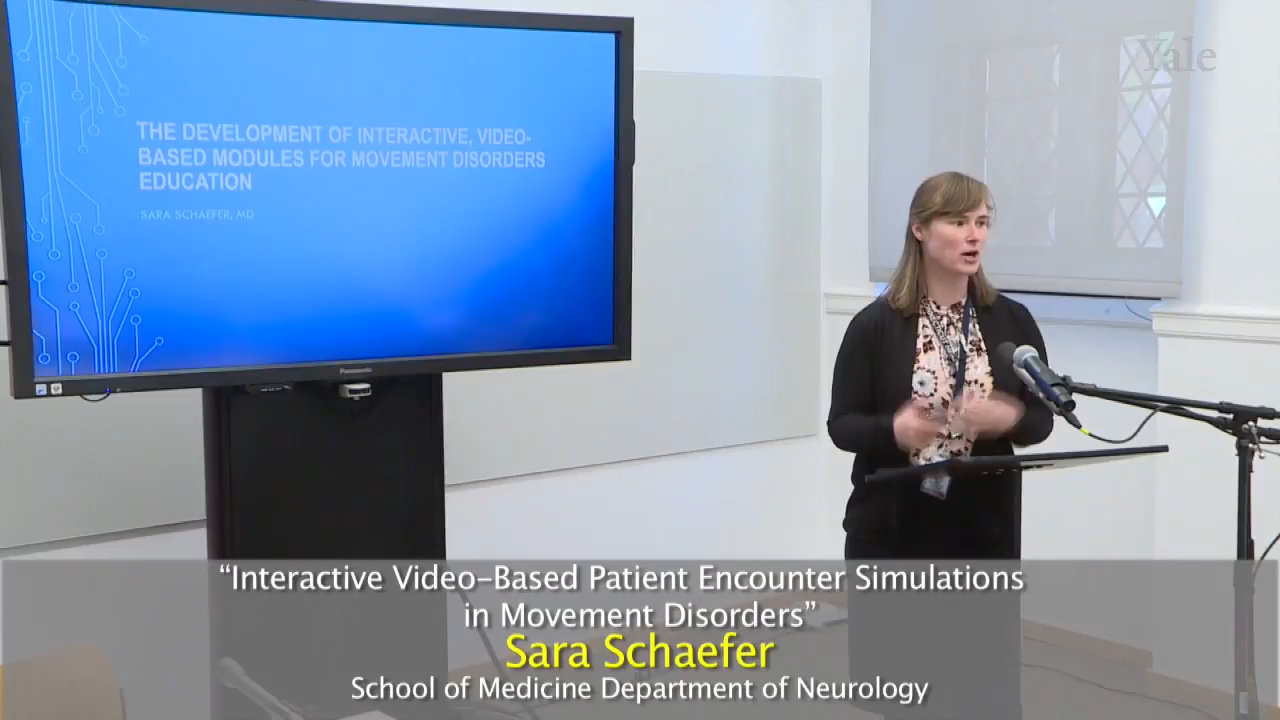 Yale
THE DEVELOPMENT OF INTERACTIVE, VIDEO-
BASED MODULES FOR MOVEMENT DISORDERS
EDUCATION
SARA SCHAEFER, MD
Panasonic
“Interactive Video-Based Patient Encounter Simulations
in Movement Disorders”
Sara Schaefer
School of Medicine Department of Neurology